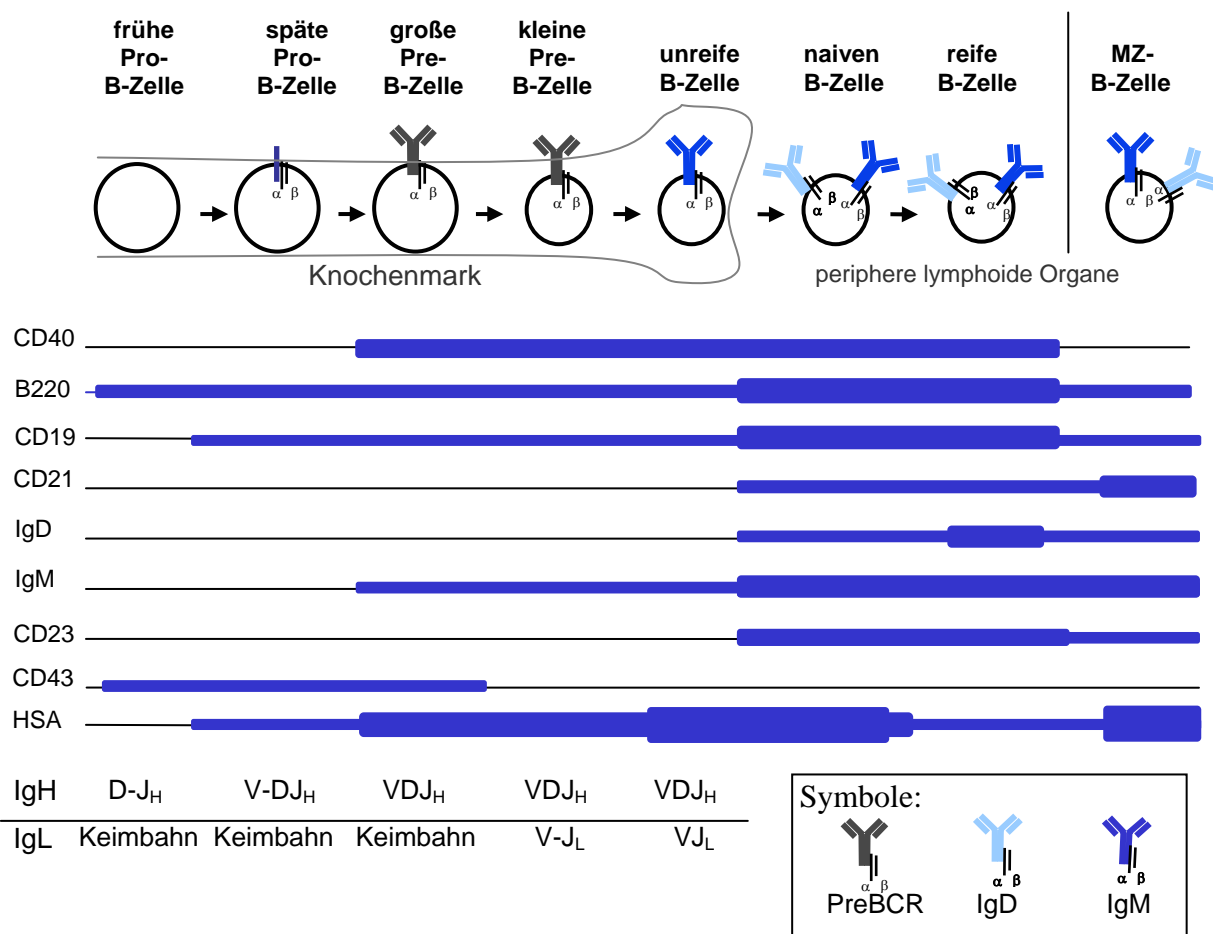 frühe
Pro-
B-Zelle
späte
Pro-
B-Zelle
große
Pre-
B-Zelle
kleine
Pre-
B-Zelle
unreife
B-Zelle
naiven
B-Zelle
reife
B-Zelle
MZ-
B-Zelle
α β
α β
α β
α β
α β
α β
α β
α β
α β
α
β
Knochenmark
periphere lymphoide Organe
CD40
B220
CD19
CD21
IgD
IgM
CD23
CD43
HSA
IgH D-JH V-DJH VDJH VDJH VDJH
IgL Keimbahn Keimbahn Keimbahn V-JL VJL
Symbole:
α β α β α β
PreBCR IgD IgM